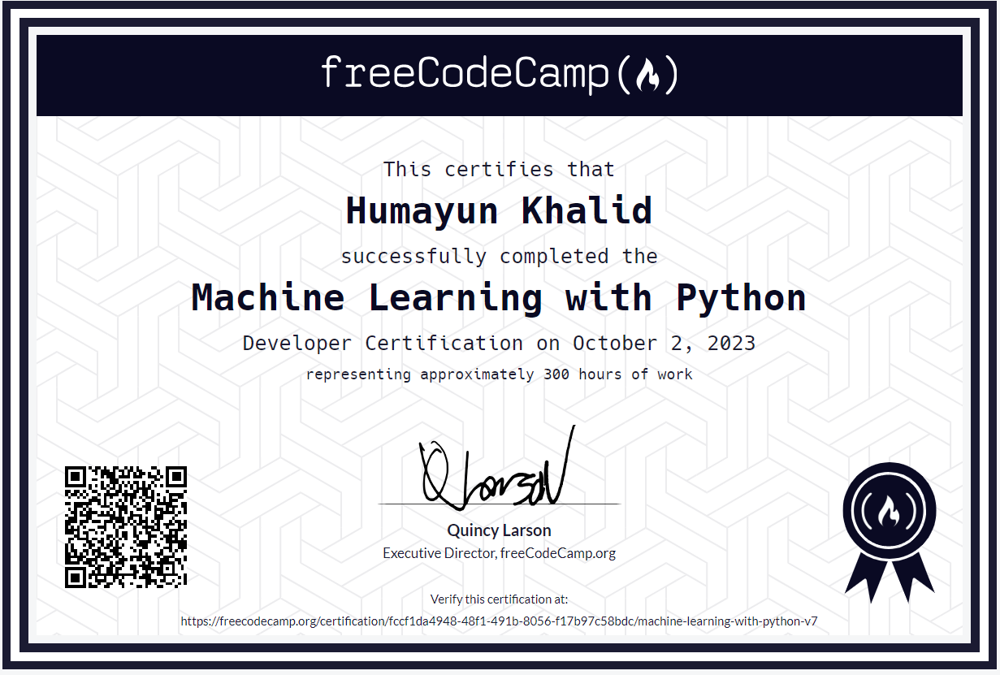 freeCodeCamp
This certifies that
Humayun Khalid
successfully completed the
Machine Learning with Python
Developer Certification on October 2, 2023
representing approximately 300 hours of work
Q Larson
Quincy Larson
Executive Director, freeCodeCamp.org
Verify this certification at:
https://freecodecamp.org/certification/fccf1da4948-48f1-491b-8056-f17b97c58bdc/machine-learning-with-python-v7